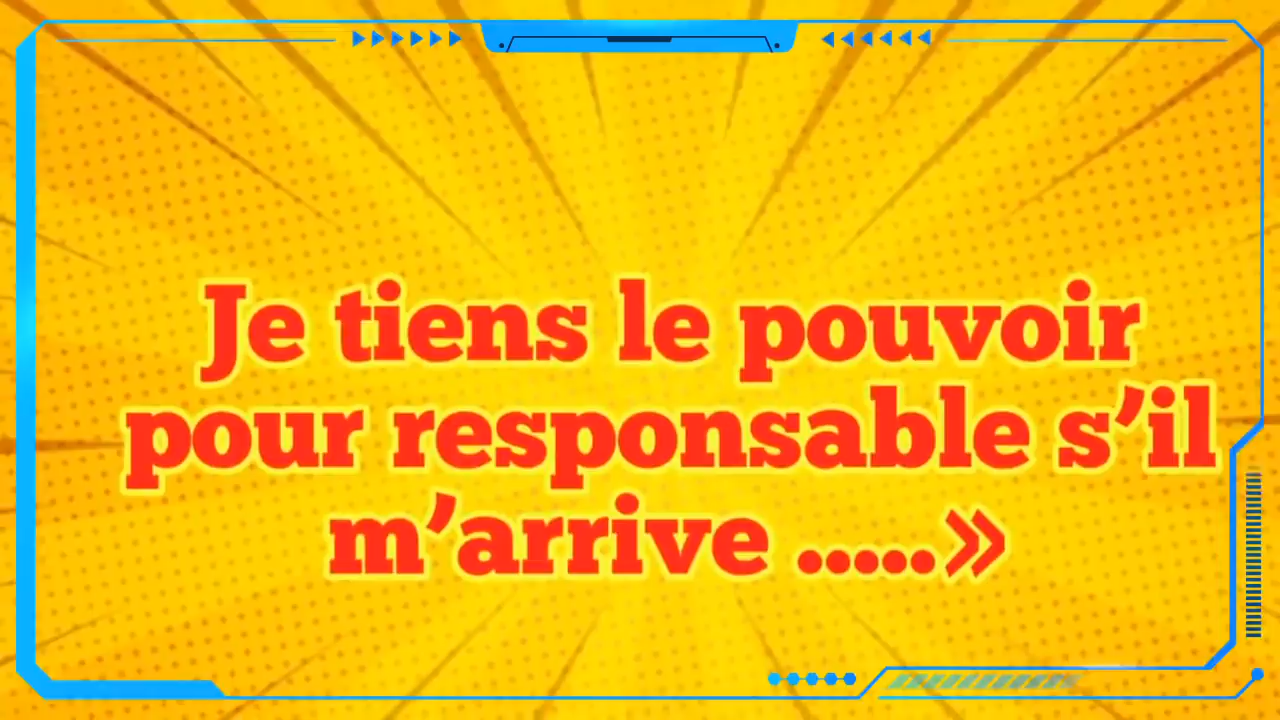 Je tiens le pouvoir
pour responsable s’il
m’arrive .....»